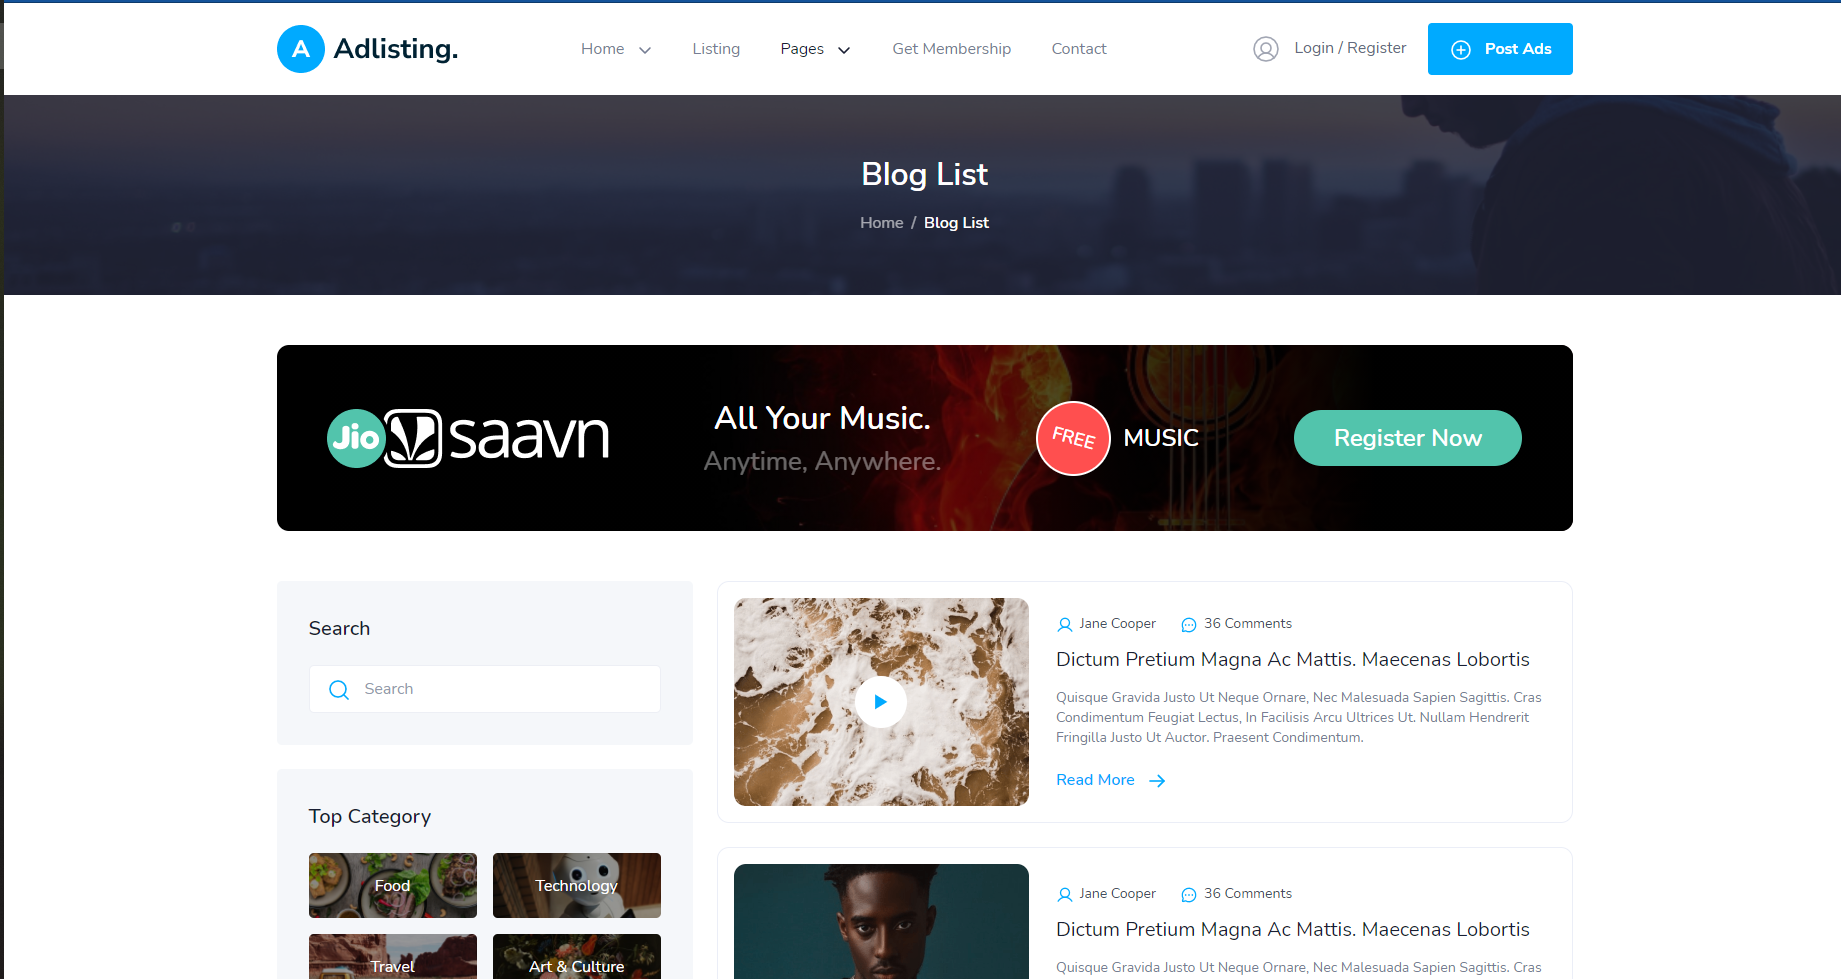 A Adlisting.
Home
Listing
Pages
Get Membership
Contact
Login / Register
Post Ads
Blog List
Home / Blog List
Jio saavn
All Your Music.
Anytime, Anywhere.
FREE MUSIC
Register Now
Search
Search
Top Category
Food
Technology
Travel
Art & Culture
Jane Cooper 36 Comments
Dictum Pretium Magna Ac Mattis. Maecenas Lobortis
Quisque Gravida Justo Ut Neque Ornare, Nec Malesuada Sapien Sagittis. Cras
Condimentum Feugiat Lectus, In Facilisis Arcu Ultrices Ut. Nullam Hendrerit
Fringilla Justo Ut Auctor. Praesent Condimentum.
Read More
Jane Cooper 36 Comments
Dictum Pretium Magna Ac Mattis. Maecenas Lobortis
Quisque Gravida Justo Ut Neque Ornare, Nec Malesuada Sapien Sagittis. Cras